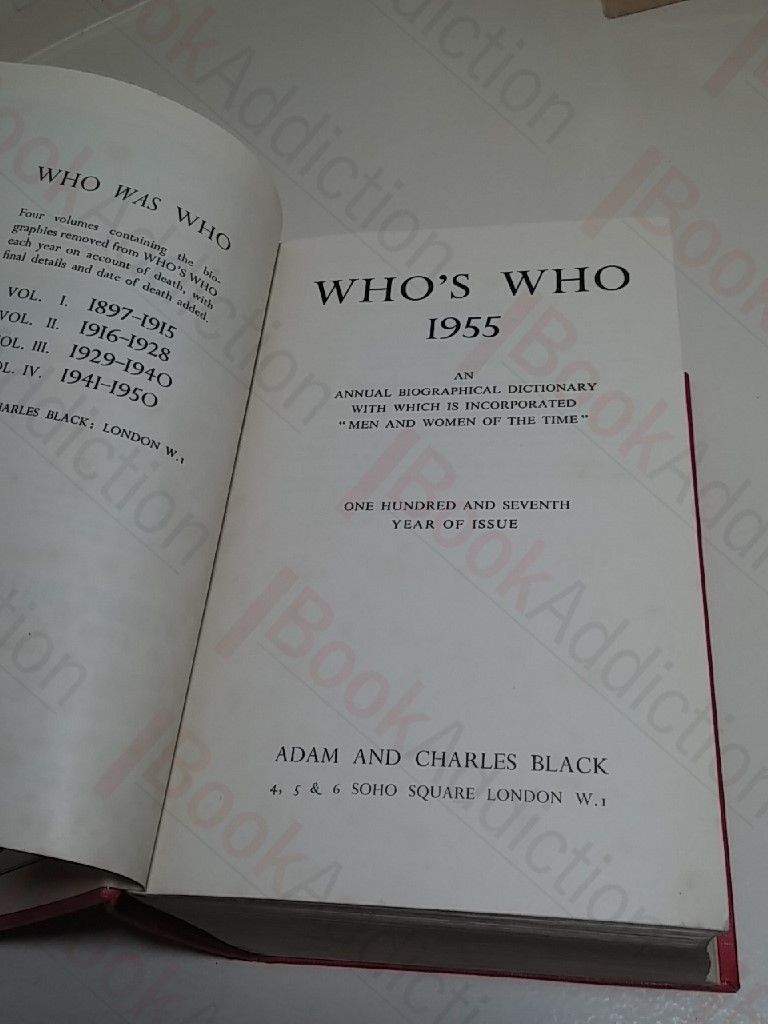 WHO WAS WHO
Four volumes containing the bio-
graphies removed from WHO'S WHO
each year on account of death, with
final details and date of death added.
VOL. I. 1897–1915
VOL. II. 1916–1928
VOL. III. 1929–1940
VOL. IV. 1941–1950
CHARLES BLACK: LONDON W.1
WHO'S WHO
1955
AN
ANNUAL BIOGRAPHICAL DICTIONARY
WITH WHICH IS INCORPORATED
"MEN AND WOMEN OF THE TIME"
ONE HUNDRED AND SEVENTH
YEAR OF ISSUE
ADAM AND CHARLES BLACK
4, 5 & 6 SOHO SQUARE LONDON W.1
BookAddiction